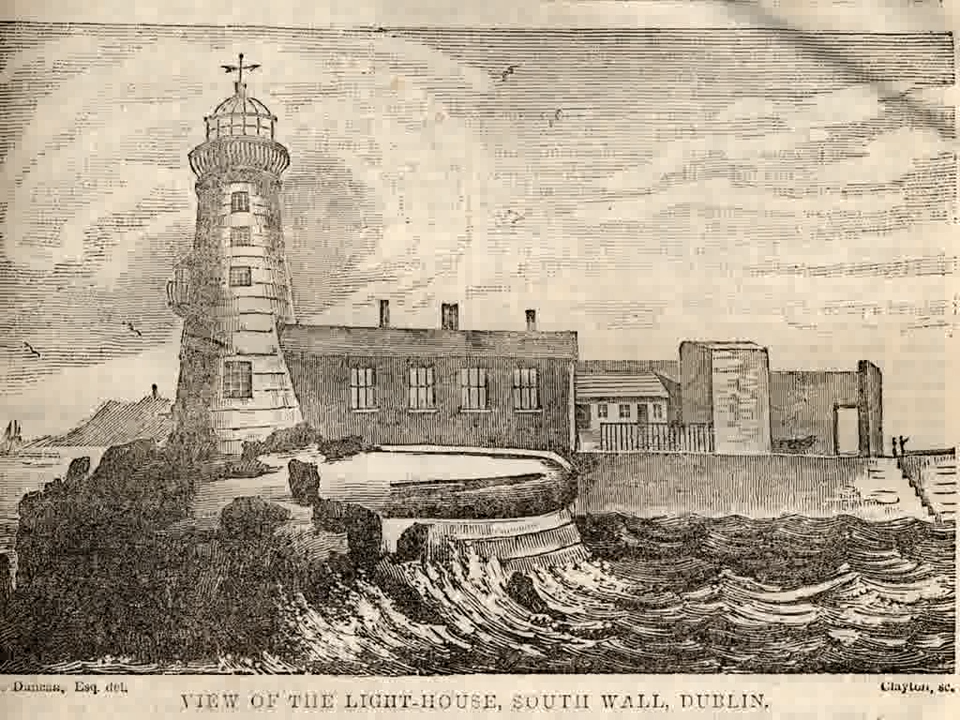 Duncan, Esq. del. Clayton, sc.
VIEW OF THE LIGHT-HOUSE, SOUTH WALL, DUBLIN.